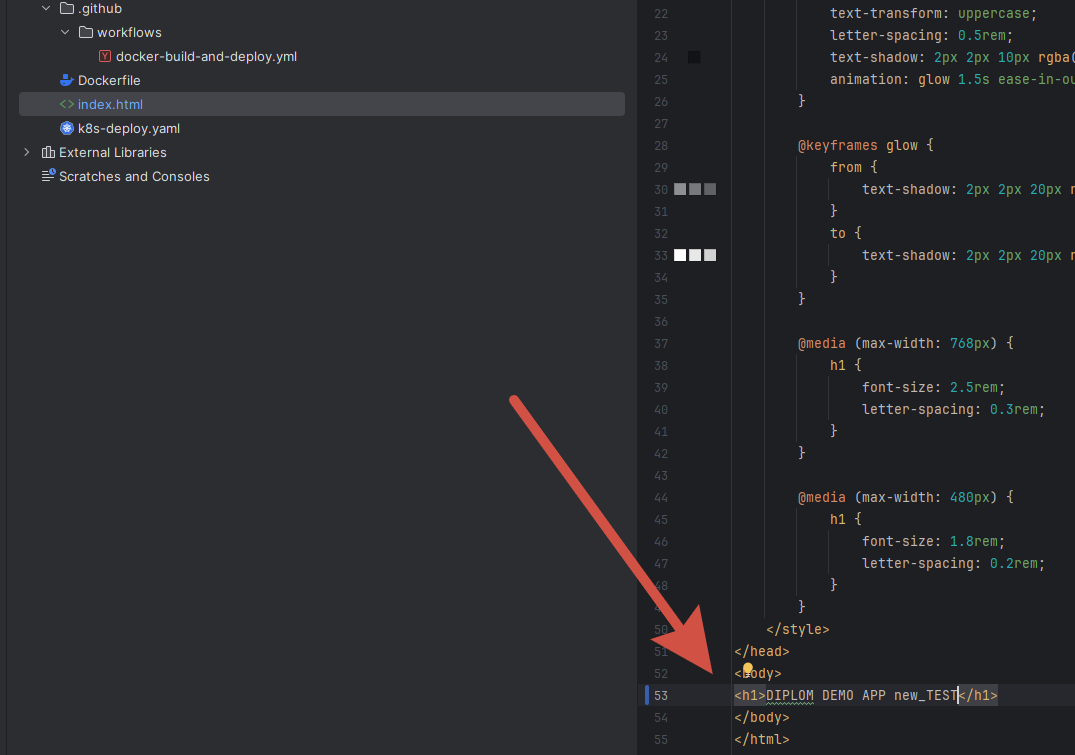 .github
workflows
docker-build-and-deploy.yml
Dockerfile
index.html
k8s-deploy.yaml
External Libraries
Scratches and Consoles
22 text-transform: uppercase;
23 letter-spacing: 0.5rem;
24 text-shadow: 2px 2px 10px rgba(
25 animation: glow 1.5s ease-in-ou
26 }
27
28 @keyframes glow {
29 from {
30 text-shadow: 2px 2px 20px r
31 }
32 to {
33 text-shadow: 2px 2px 20px r
34 }
35 }
36
37 @media (max-width: 768px) {
38 h1 {
39 font-size: 2.5rem;
40 letter-spacing: 0.3rem;
41 }
42 }
43
44 @media (max-width: 480px) {
45 h1 {
46 font-size: 1.8rem;
47 letter-spacing: 0.2rem;
48 }
}
50 </style>
51 </head>
52 <body>
53 <h1>DIPLOM DEMO APP new_TEST</h1>
54 </body>
55 </html>